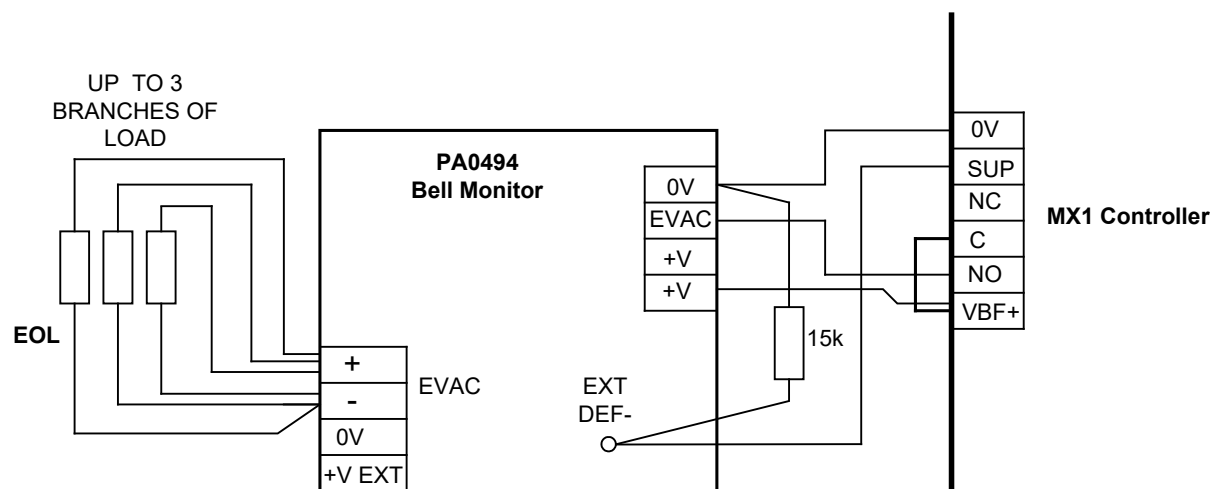 UP TO 3
BRANCHES OF
LOAD
EOL
PA0494
Bell Monitor
+
-
0V
+V EXT
EVAC
0V
EVAC
+V
+V
15k
EXT
DEF-
0V
SUP
NC
C
NO
VBF+
MX1 Controller